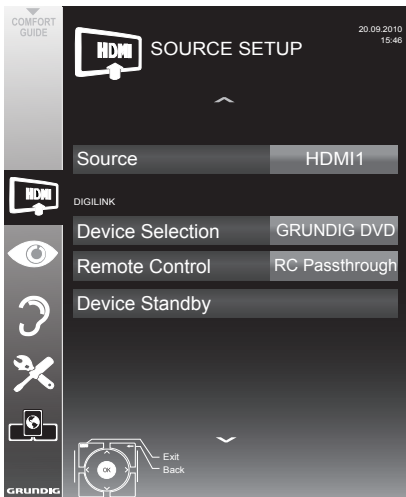 COMFORT
GUIDE
HDMI
SOURCE SETUP
20.09.2010
15:46
Source HDMI1
HDMI
DIGILINK
Device Selection GRUNDIG DVD
Remote Control RC Passthrough
Device Standby
OK
Exit
Back
GRUNDIG